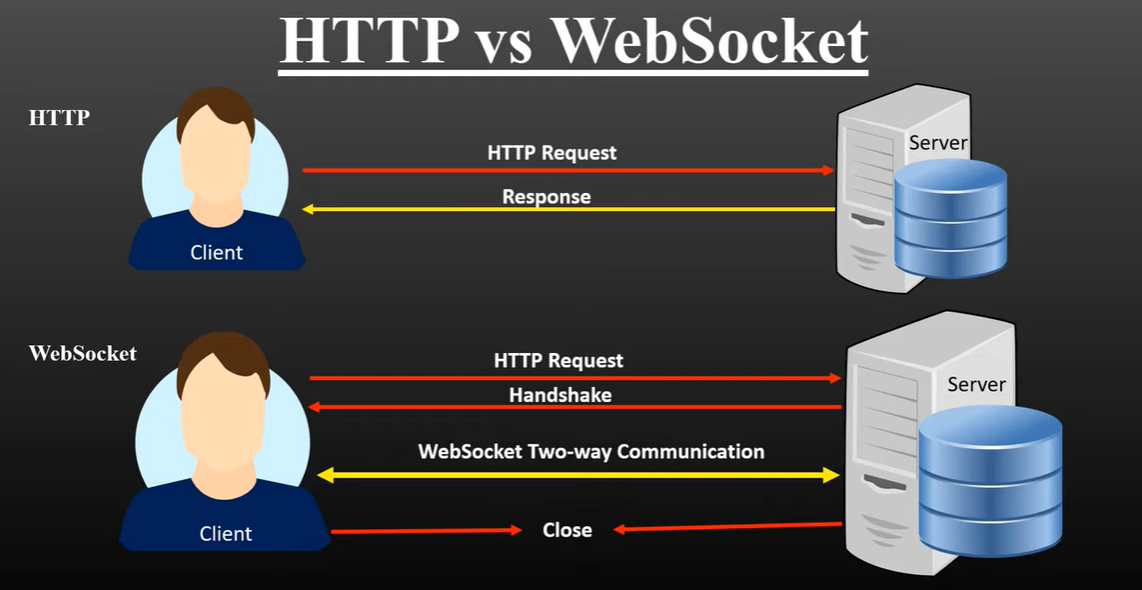 HTTP vs WebSocket
HTTP
HTTP Request
Response
Client
Server
WebSocket
HTTP Request
Handshake
WebSocket Two-way Communication
Close
Client
Server